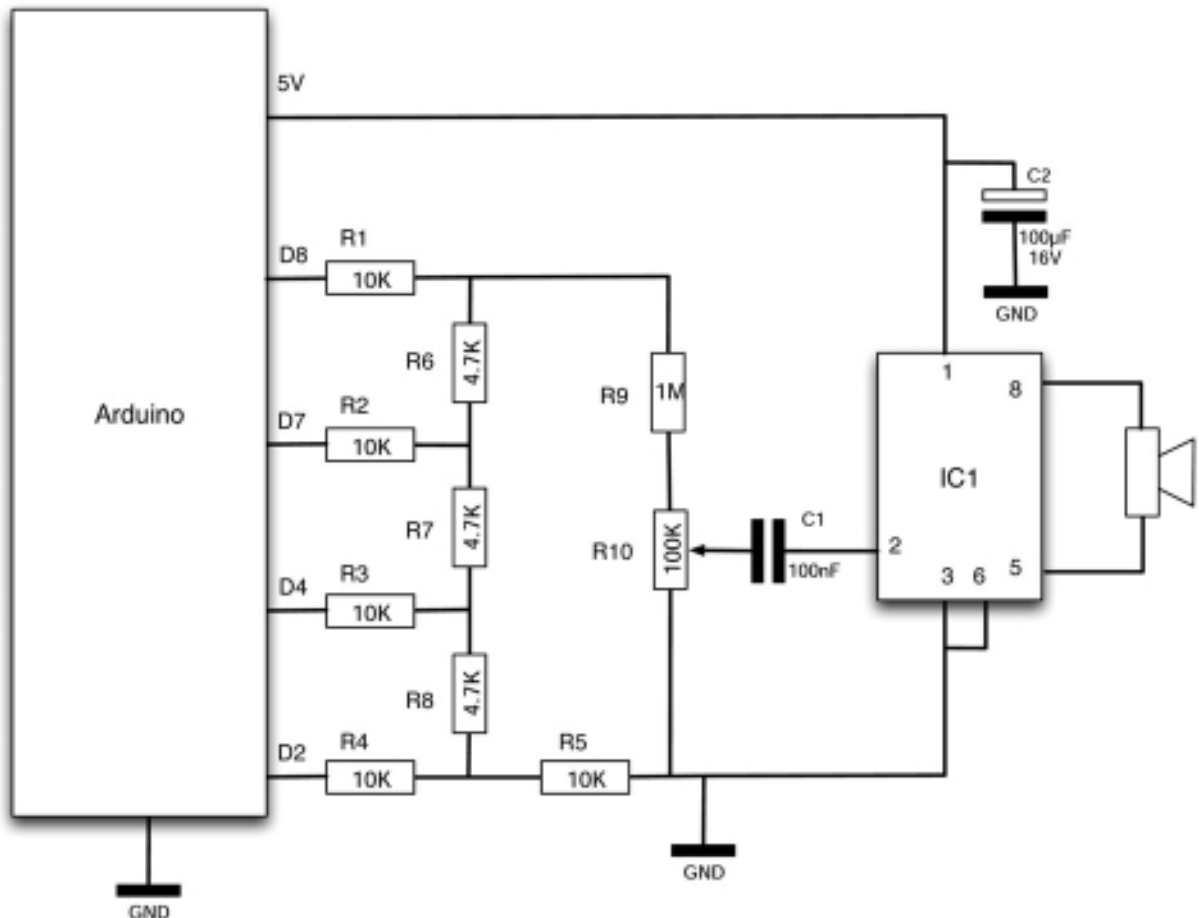 5V
C2
100µF
16V
GND
D8
R1
10K
R6
4.7K
1
8
R9
1M
Arduino
D7
R2
10K
IC1
R7
4.7K
R10
100K
C1
100nF
2
3
6
5
D4
R3
10K
R8
4.7K
D2
R4
10K
R5
10K
GND
GND